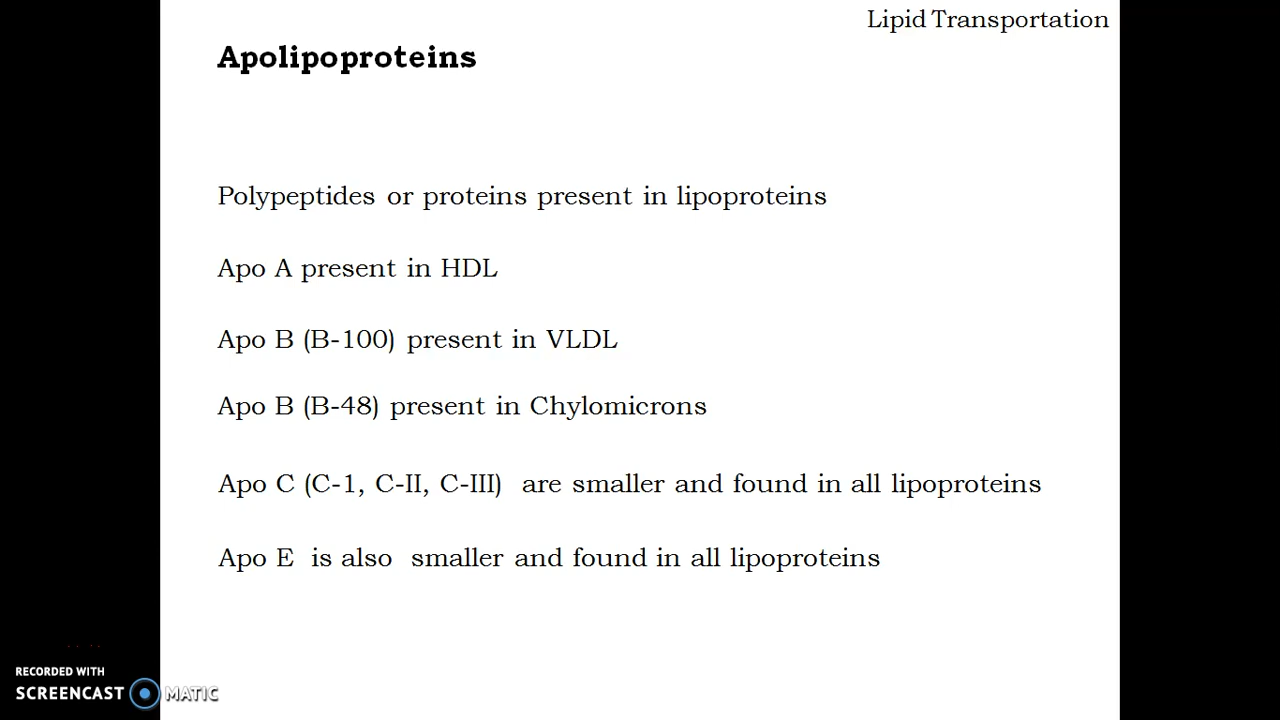 Lipid Transportation
Apolipoproteins
Polypeptides or proteins present in lipoproteins
Apo A present in HDL
Apo B (B-100) present in VLDL
Apo B (B-48) present in Chylomicrons
Apo C (C-1, C-II, C-III) are smaller and found in all lipoproteins
Apo E is also smaller and found in all lipoproteins
RECORDED WITH
SCREENCAST MATIC